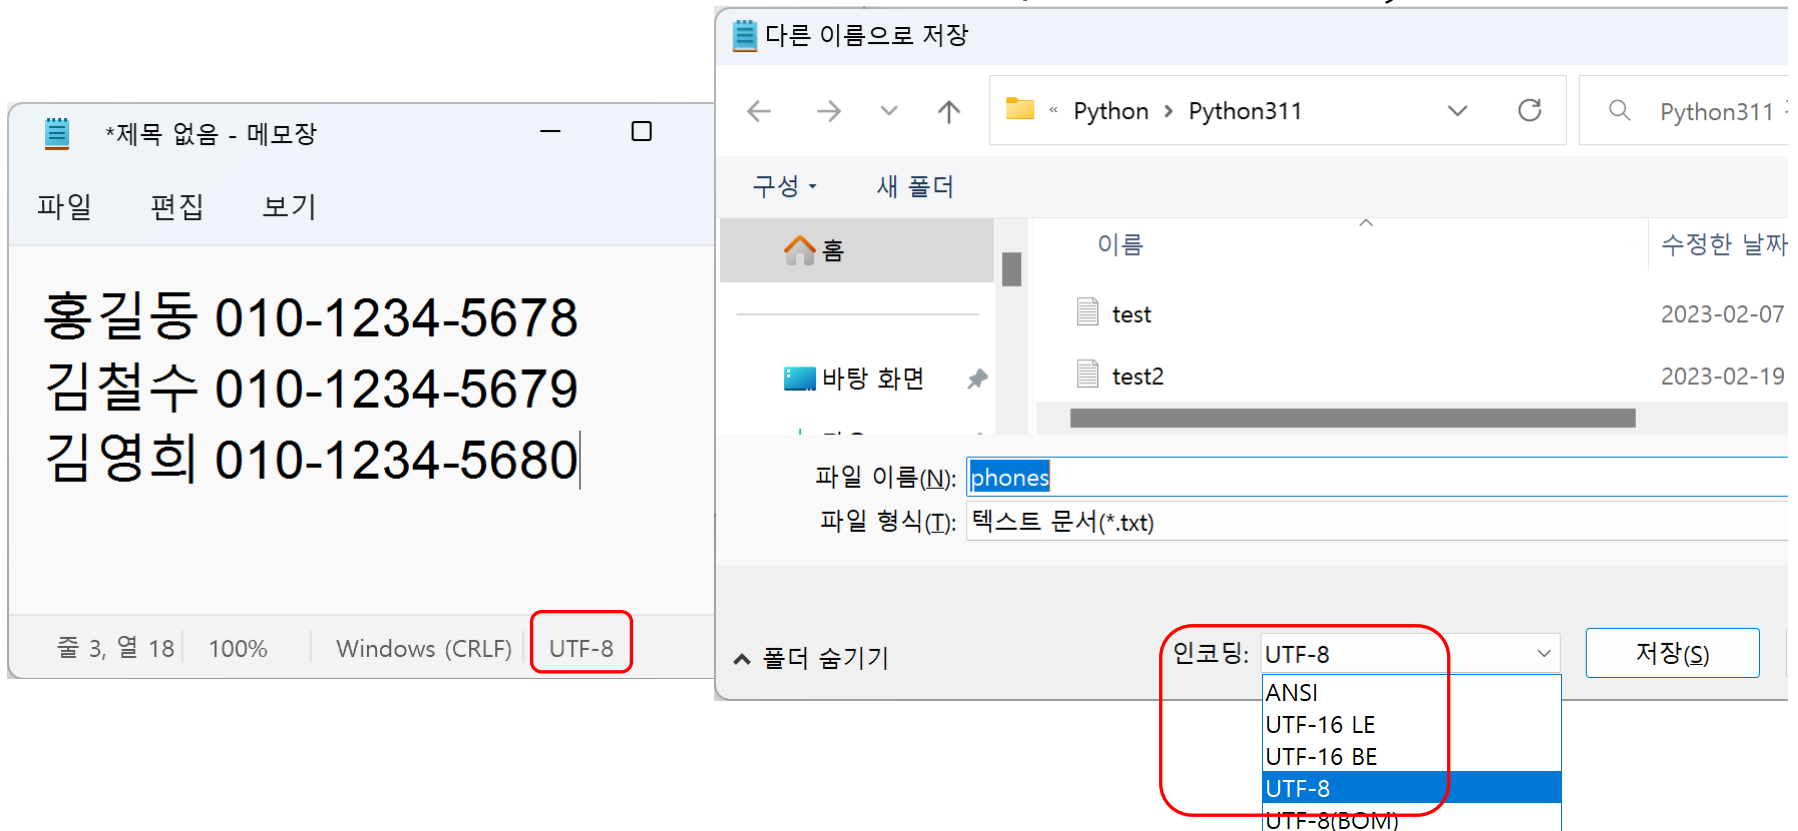 *제목 없음 - 메모장
파일 편집 보기
홍길동 010-1234-5678
김철수 010-1234-5679
김영희 010-1234-5680
줄 3, 열 18 100% Windows (CRLF) UTF-8
다른 이름으로 저장
« Python > Python311
Python311
구성 새 폴더
홈
이름 수정한 날짜
test 2023-02-07
test2 2023-02-19
바탕 화면
파일 이름(N): phones
파일 형식(T): 텍스트 문서(*.txt)
폴더 숨기기
인코딩: UTF-8
저장(S)
ANSI
UTF-16 LE
UTF-16 BE
UTF-8
UTF-8(BOM)